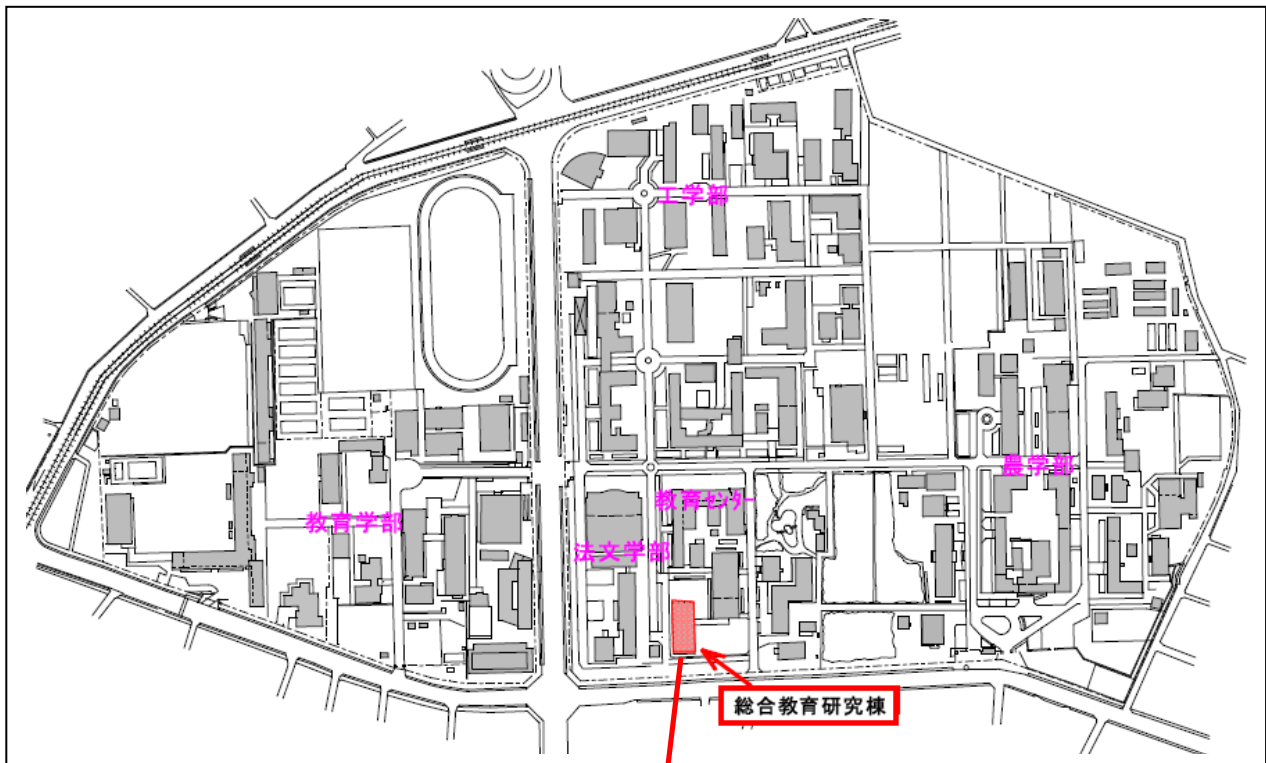 工学部
農学部
教育センター
教育学部
法文学部
総合教育研究棟